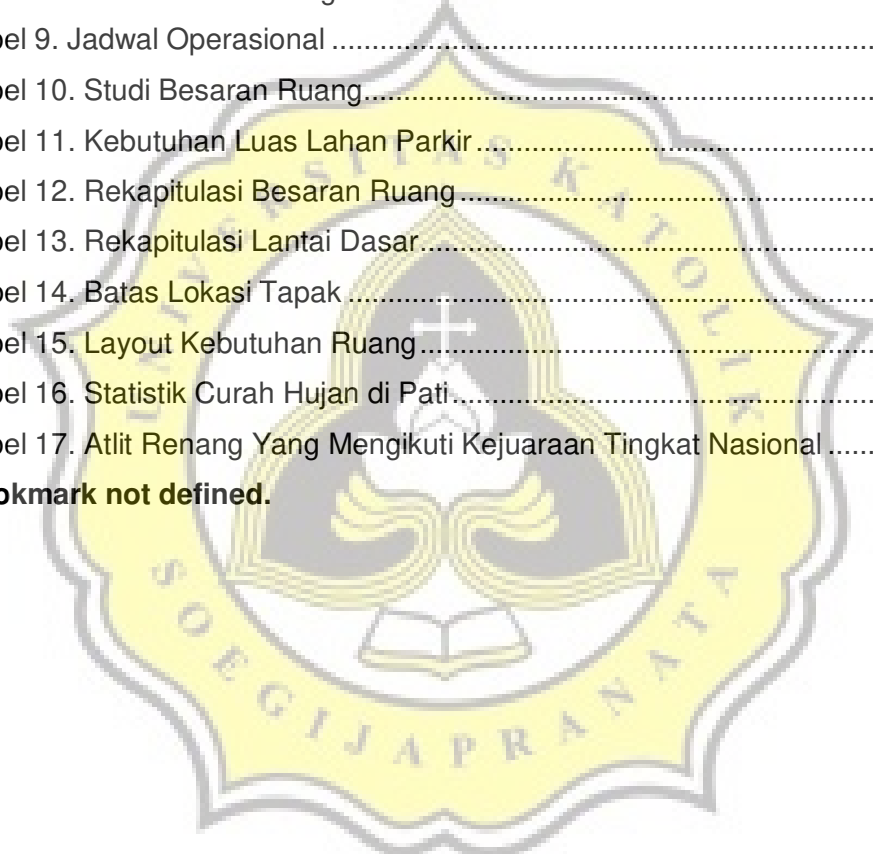 bel 9. Jadwal Operasional ....................................................................
bel 10. Studi Besaran Ruang...............................................................
bel 11. Kebutuhan Luas Lahan Parkir ..................................................
bel 12. Rekapitulasi Besaran Ruang....................................................
bel 13. Rekapitulasi Lantai Dasar.........................................................
bel 14. Batas Lokasi Tapak ..................................................................
bel 15. Layout Kebutuhan Ruang.........................................................
bel 16. Statistik Curah Hujan di Pati.....................................................
bel 17. Atlit Renang Yang Mengikuti Kejuaraan Tingkat Nasional ......
okmark not defined.
UNIVERSITAS KATOLIK
SOEGIJAPRANATA